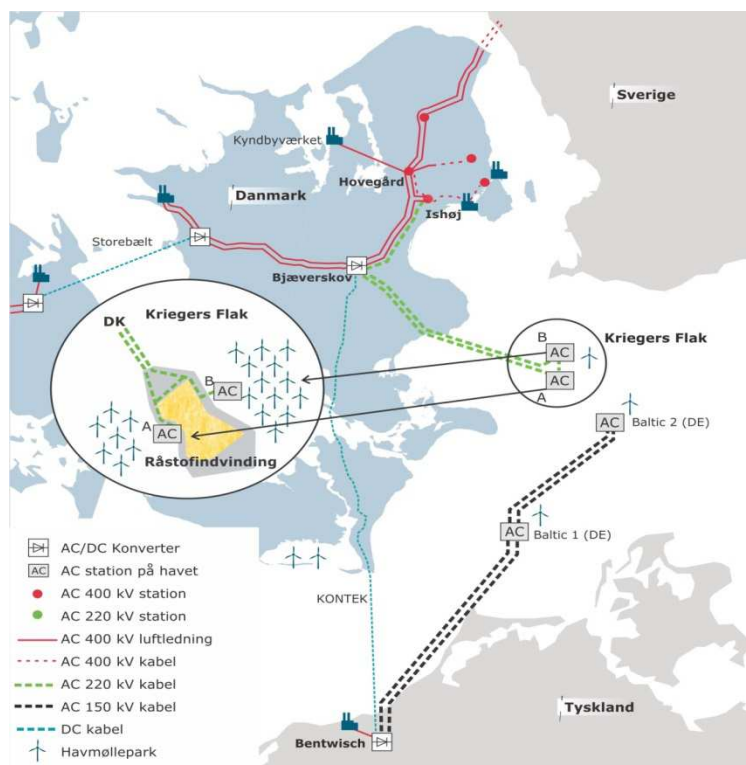 Sverige
Kyndbyværket
Hovegård
Danmark
Ishøj
Storebælt
Bjæverskov
Kriegers Flak
DK
B
AC
A
AC
Råstofindvinding
B
Kriegers Flak
AC
AC
A
AC
Baltic 2 (DE)
AC
Baltic 1 (DE)
KONTEK
AC/DC Konverter
AC
AC station på havet
AC 400 kV station
AC 220 kV station
AC 400 kV luftledning
AC 400 kV kabel
AC 220 kV kabel
AC 150 kV kabel
DC kabel
Havmøllepark
Tyskland
Bentwisch